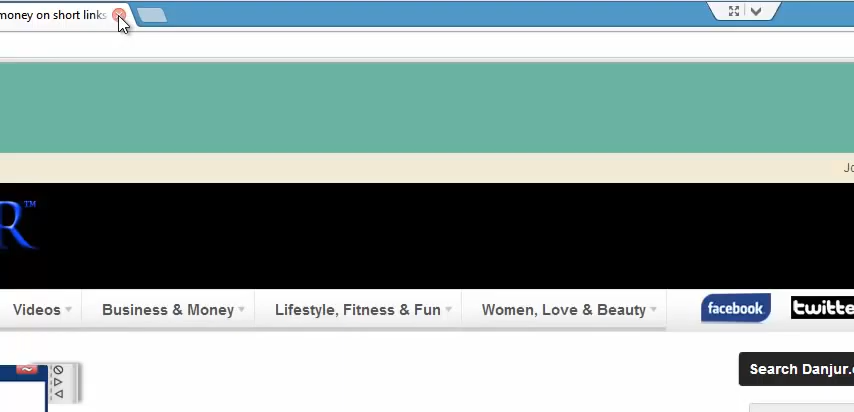 money on short links
Jo
R™
Videos Business & Money Lifestyle, Fitness & Fun Women, Love & Beauty facebook twitte
Search Danjur.